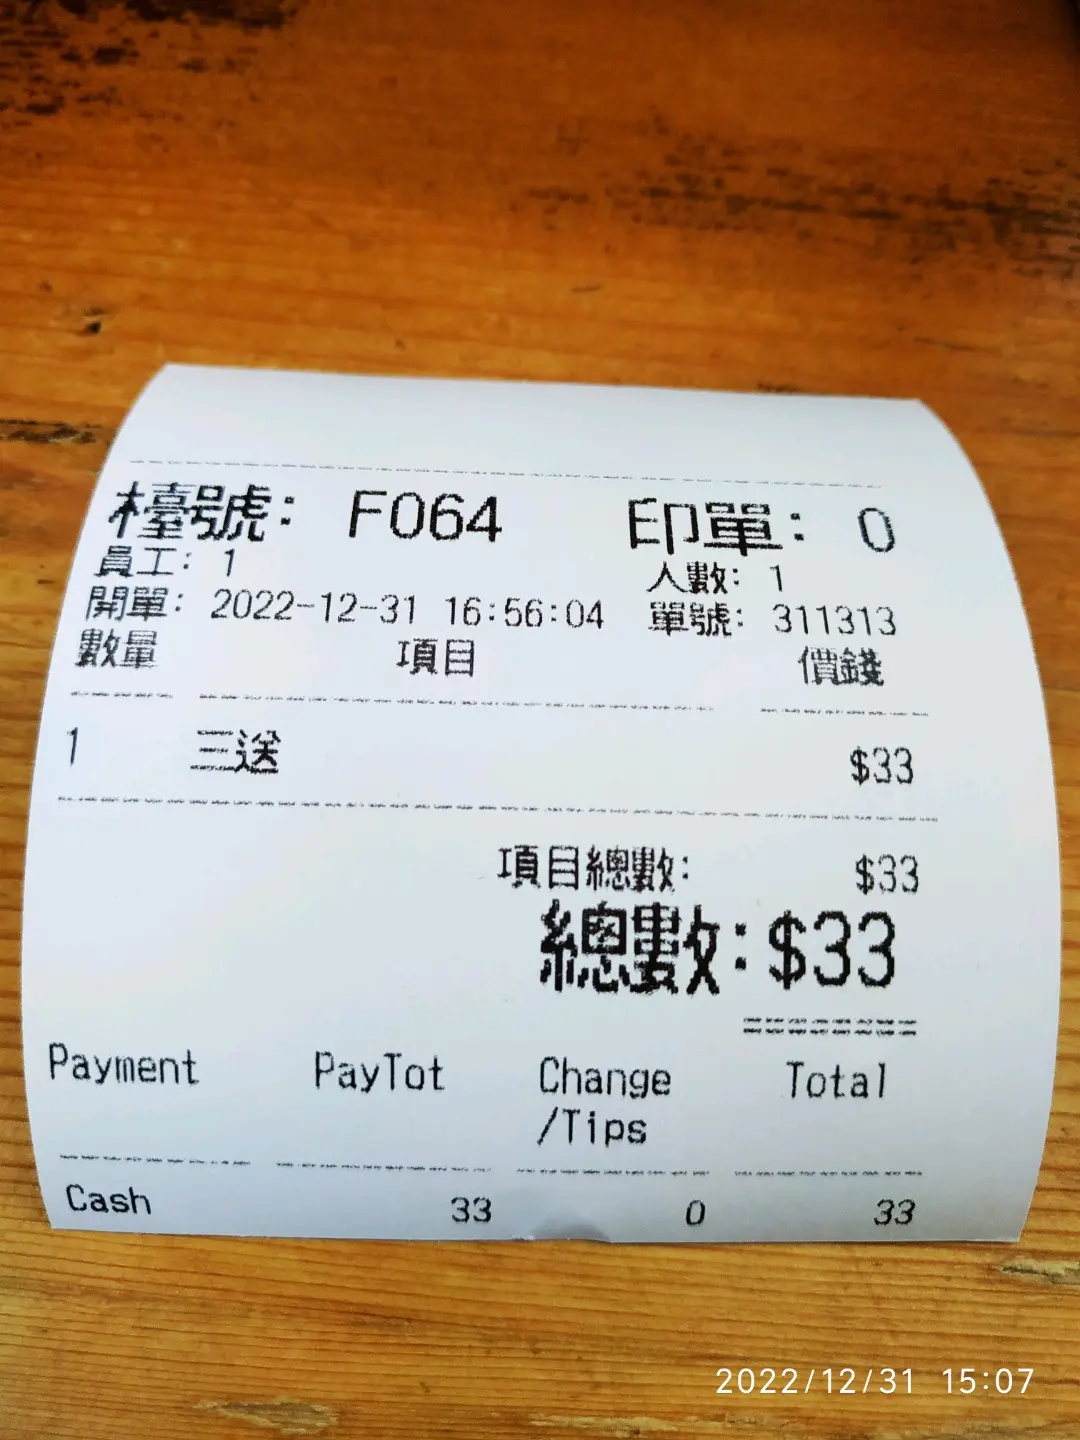 檯號: F064 印單: 0
員工: 1 人數: 1
開單: 2022-12-31 16:56:04 單號: 311313
數量 項目 價錢
1 三送 $33
項目總數: $33
總數: $33
Payment PayTot Change Total
/Tips
Cash 33 0 33
2022/12/31 15:07